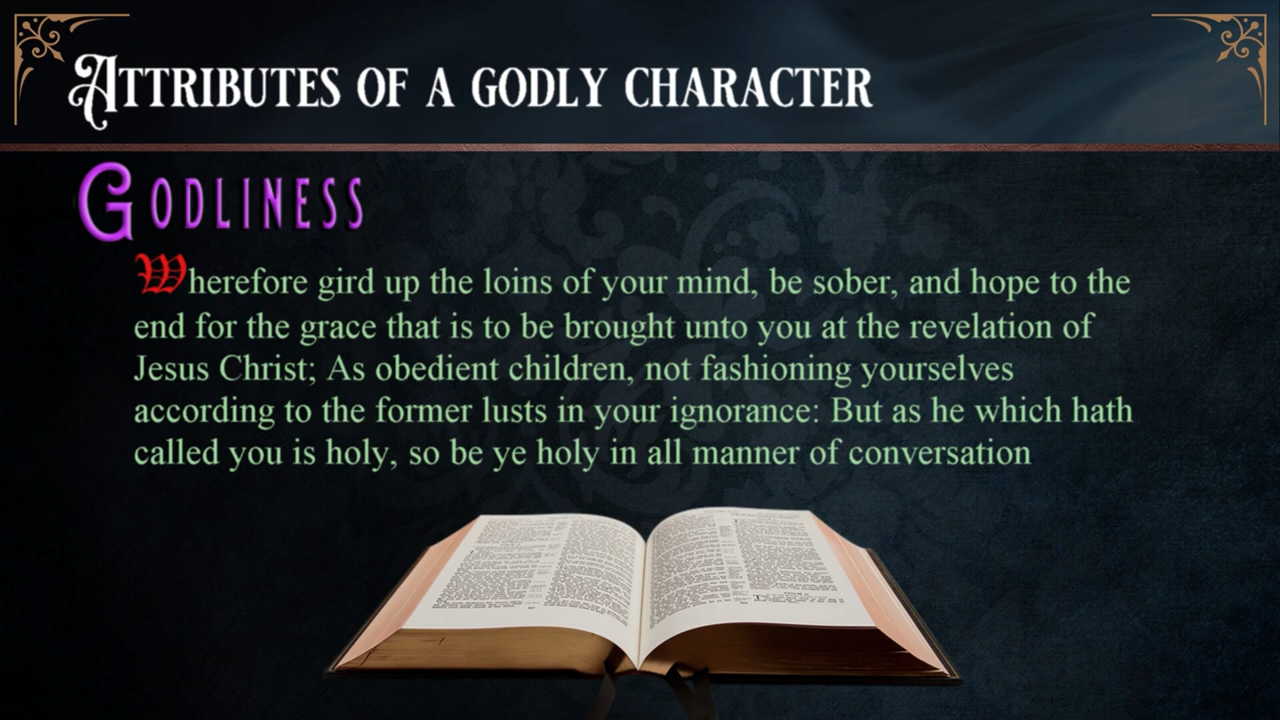 Attributes of a godly character
Godliness
Wherefore gird up the loins of your mind, be sober, and hope to the
end for the grace that is to be brought unto you at the revelation of
Jesus Christ; As obedient children, not fashioning yourselves
according to the former lusts in your ignorance: But as he which hath
called you is holy, so be ye holy in all manner of conversation